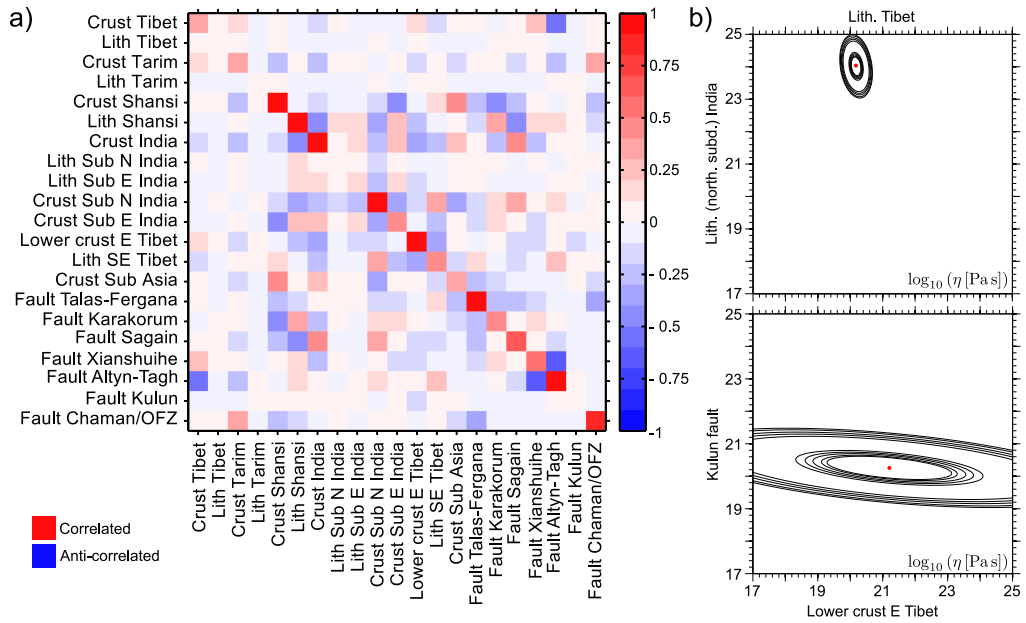 a)
Crust Tibet
Lith Tibet
Crust Tarim
Lith Tarim
Crust Shansi
Lith Shansi
Crust India
Lith Sub N India
Lith Sub E India
Crust Sub N India
Crust Sub E India
Lower crust E Tibet
Lith SE Tibet
Crust Sub Asia
Fault Talas-Fergana
Fault Karakorum
Fault Sagain
Fault Xianshuihe
Fault Altyn-Tagh
Fault Kulun
Fault Chaman/OFZ
Crust Tibet
Lith Tibet
Crust Tarim
Lith Tarim
Crust Shansi
Lith Shansi
Crust India
Lith Sub N India
Lith Sub E India
Crust Sub N India
Crust Sub E India
Lower crust E Tibet
Lith SE Tibet
Crust Sub Asia
Fault Talas-Fergana
Fault Karakorum
Fault Sagain
Fault Xianshuihe
Fault Altyn-Tagh
Fault Kulun
Fault Chaman/OFZ
1
0.75
0.5
0.25
0
- 0.25
- 0.5
- 0.75
-1
Correlated
Anti-correlated
b)
Lith. Tibet
25
23
21
19
17
Lith. (north. subd.) India
log₁₀ (η [Pa s])
25
23
21
19
17
Kulun fault
log₁₀ (η [Pa s])
17 19 21 23 25
Lower crust E Tibet